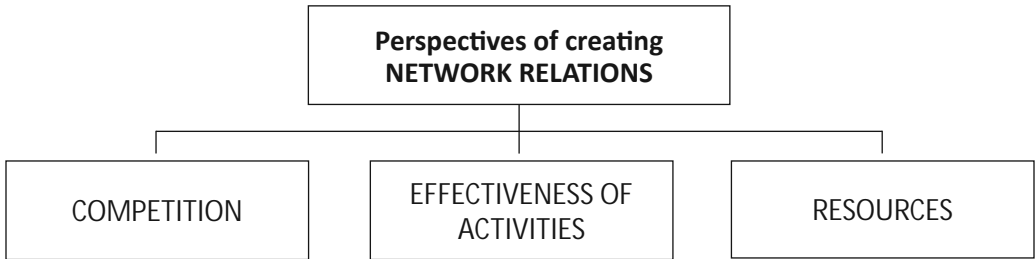 Perspectives of creating
NETWORK RELATIONS
COMPETITION
EFFECTIVENESS OF
ACTIVITIES
RESOURCES